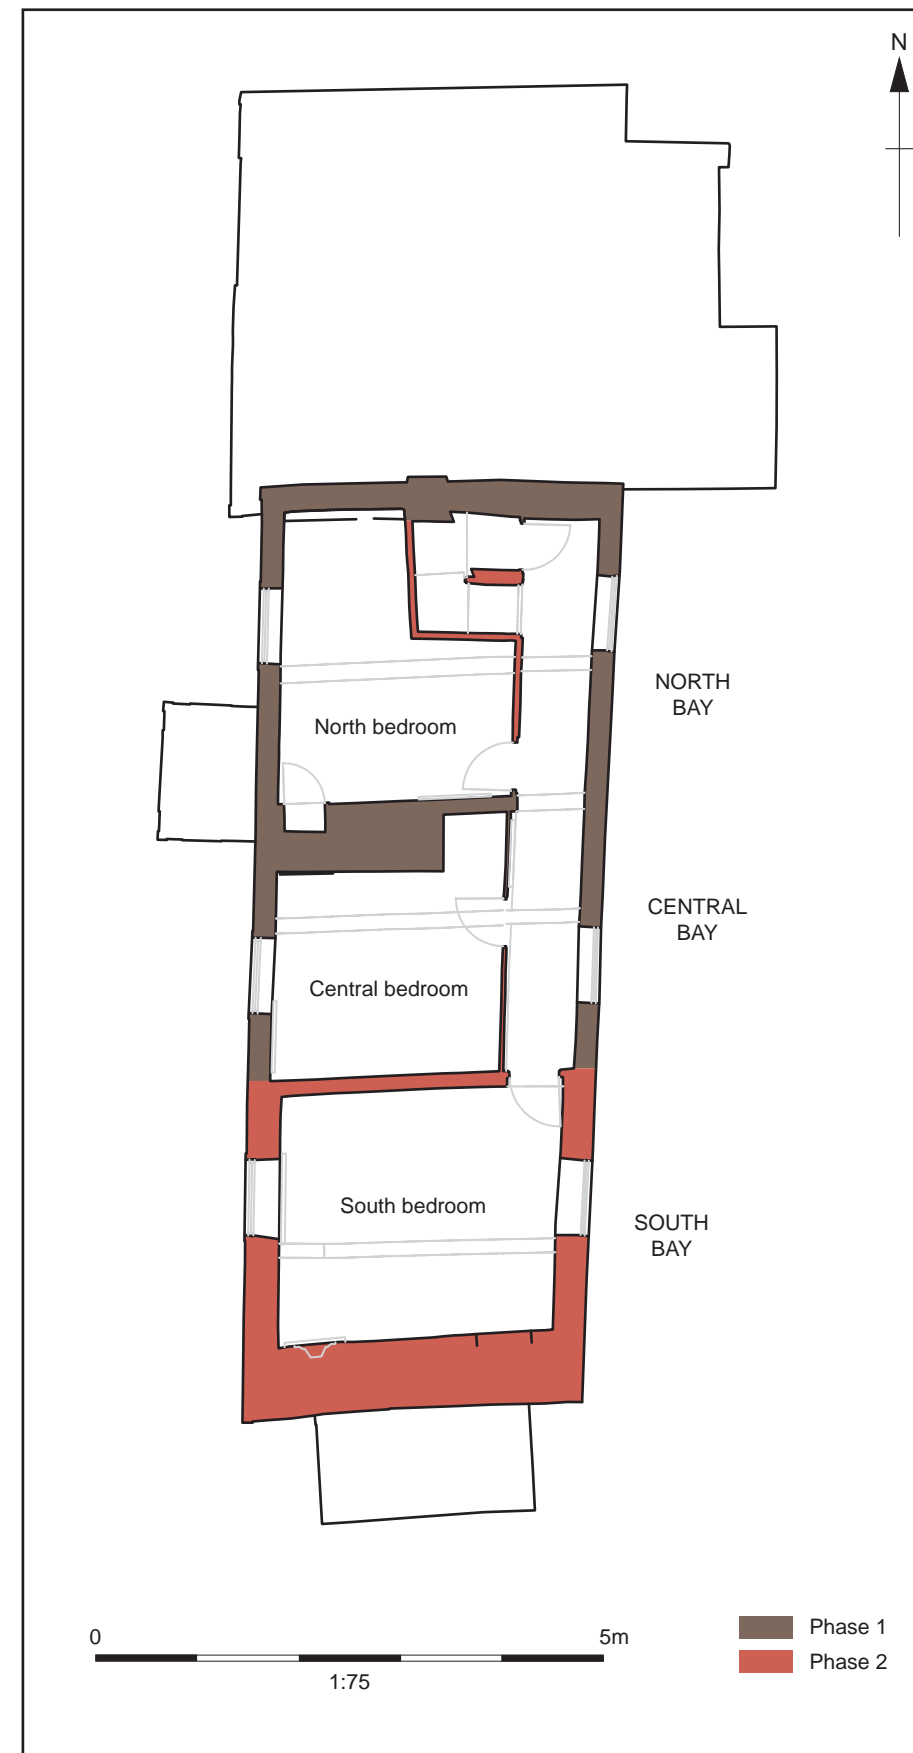 N
NORTH
BAY
North bedroom
CENTRAL
BAY
Central bedroom
South bedroom
SOUTH
BAY
0
5m
1:75
Phase 1
Phase 2